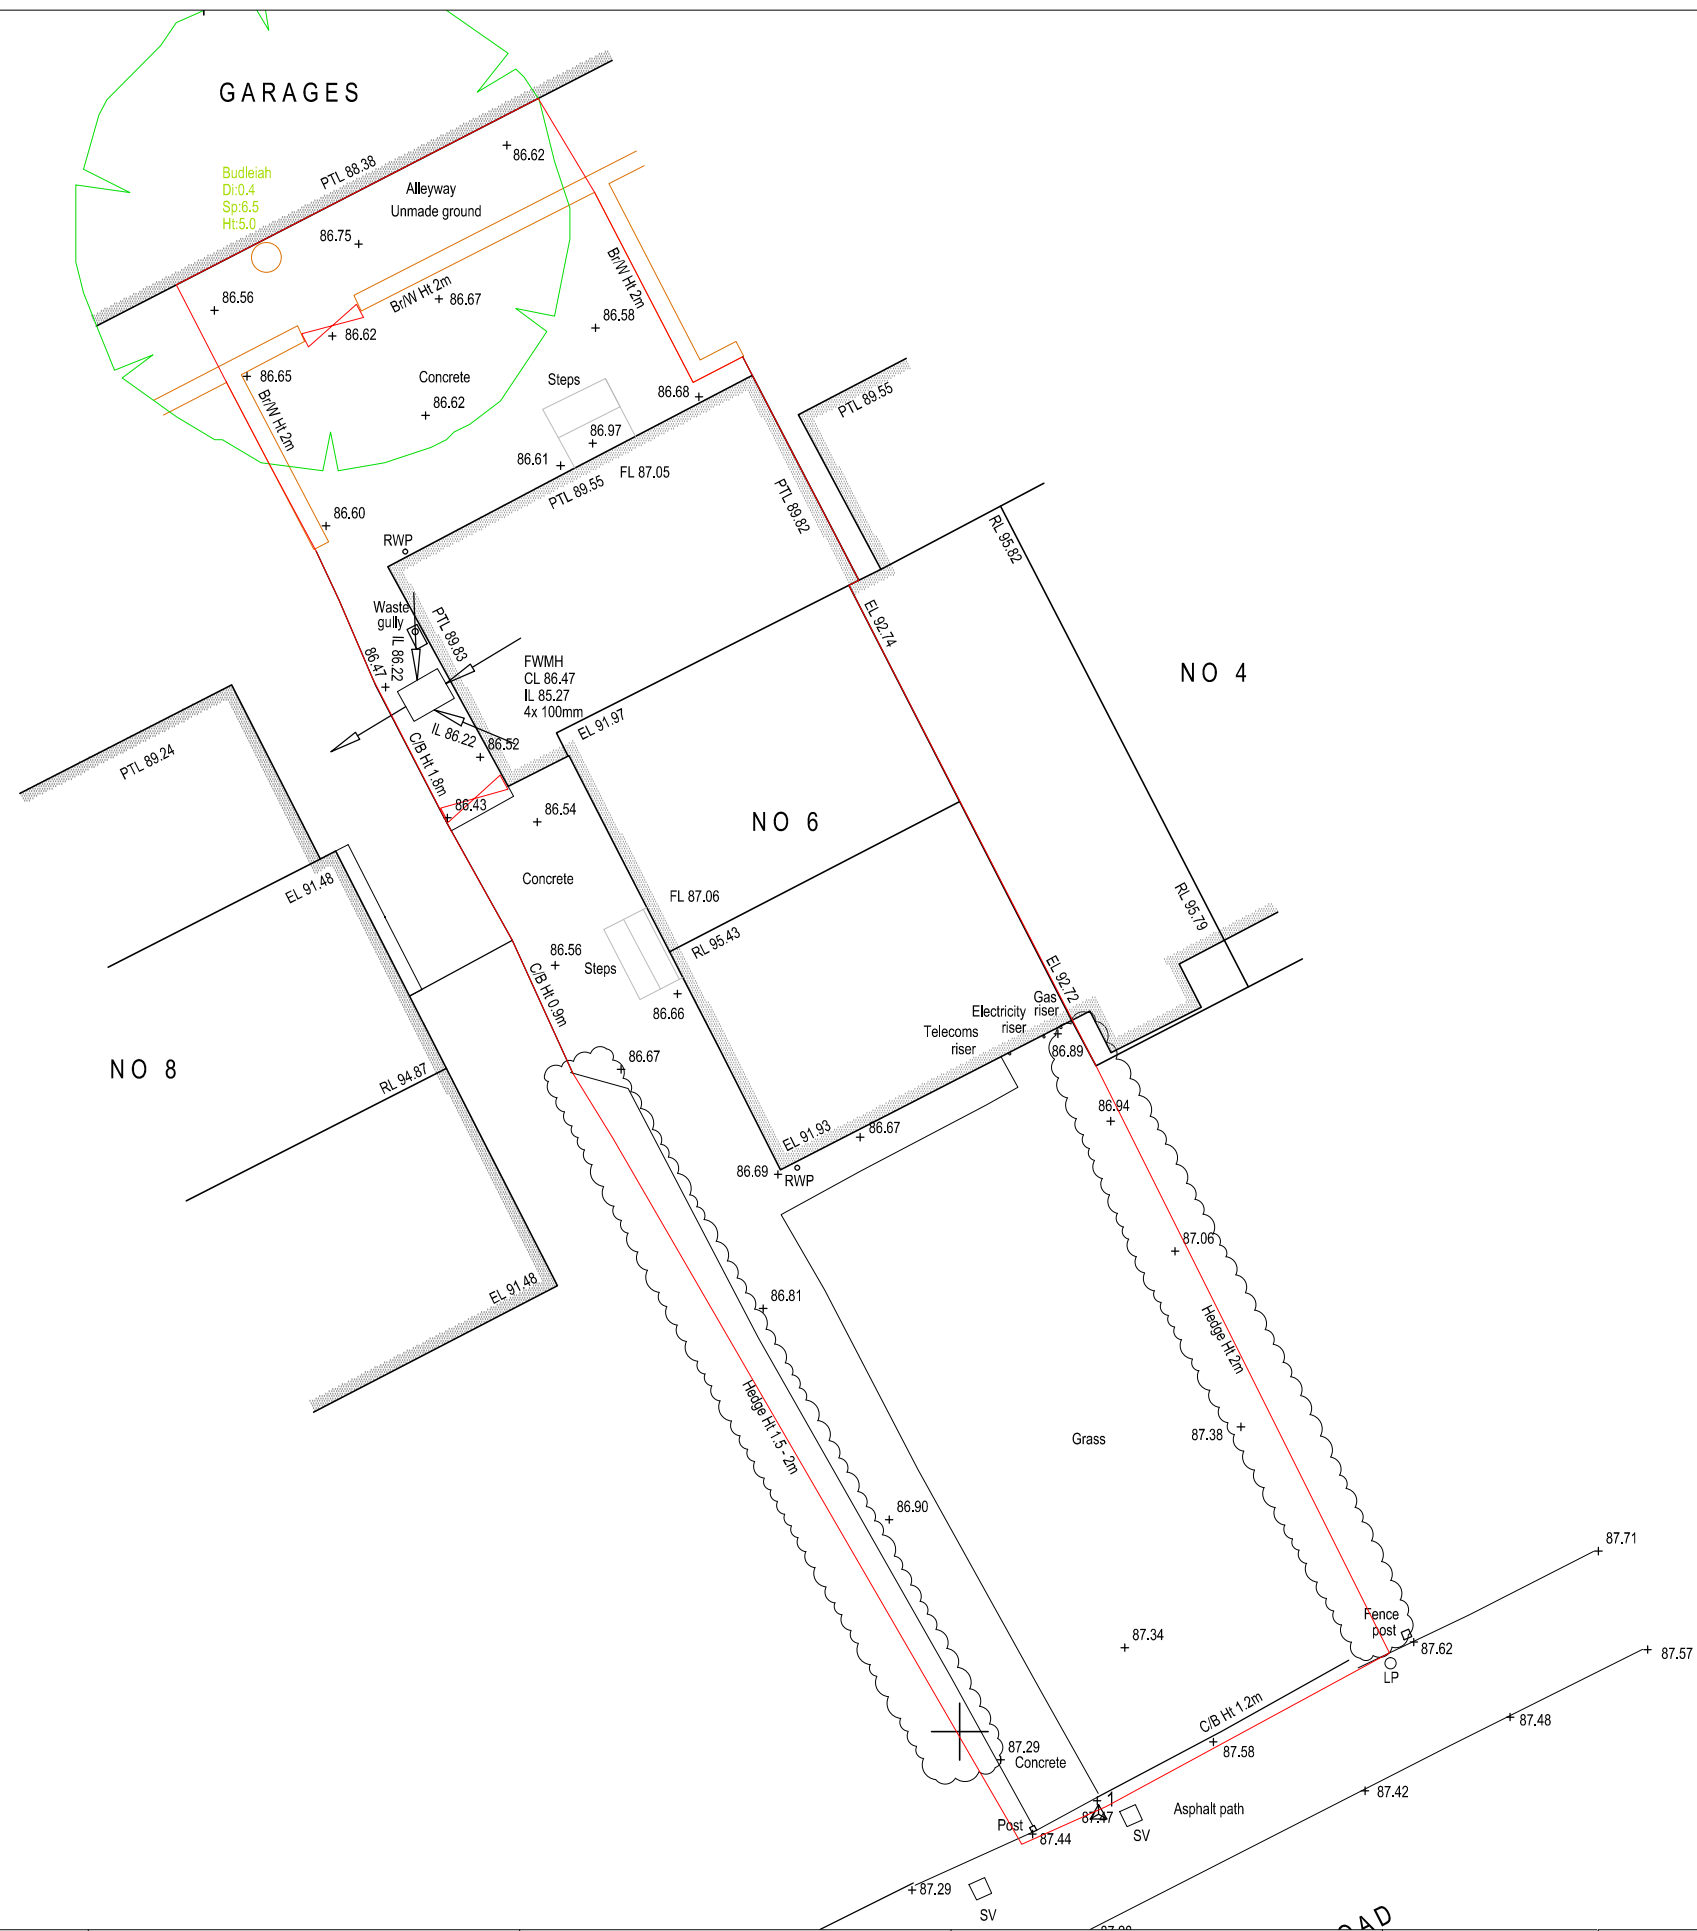 GARAGES
Budleiah
Di:0.4
Sp:6.5
Ht:5.0
PTL 88.38
86.62
Alleyway
Unmade ground
86.75
86.56
Br/W Ht 2m
86.67
Br/W Ht 2m
86.58
86.62
86.65
Br/W Ht 2m
Concrete
86.62
Steps
86.68
86.97
86.61
FL 87.05
PTL 89.55
PTL 89.55
PTL 89.82
86.60
RWP
RL 95.82
Waste
gully
IL 86.22
PTL 89.83
86.47
EL 92.74
FWMH
CL 86.47
IL 85.27
4x 100mm
NO 4
IL 86.22
86.52
EL 91.97
C/B Ht 1.8m
PTL 89.24
86.43
86.54
NO 6
EL 91.48
Concrete
FL 87.06
RL 95.43
RL 95.79
86.56
Steps
C/B Ht 0.9m
86.66
EL 92.72
Gas
riser
Electricity
riser
Telecoms
riser
86.89
NO 8
RL 94.87
86.67
86.94
EL 91.93
86.67
86.69
RWP
87.06
EL 91.48
86.81
Hedge Ht 2m
Hedge Ht 1.5 - 2m
Grass
87.38
86.90
87.71
Fence
post
87.34
87.62
87.57
LP
C/B Ht 1.2m
87.48
87.58
87.29
Concrete
87.42
1
87.47
Asphalt path
Post
87.44
SV
87.29
SV